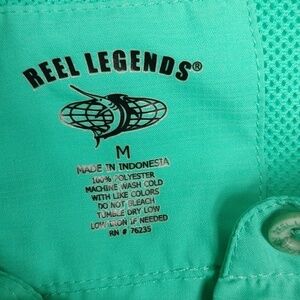 REEL LEGENDS®
M
MADE IN INDONESIA
100% POLYESTER
MACHINE WASH COLD
WITH LIKE COLORS
DO NOT BLEACH
TUMBLE DRY LOW
LOW IRON IF NEEDED
RN # 76235